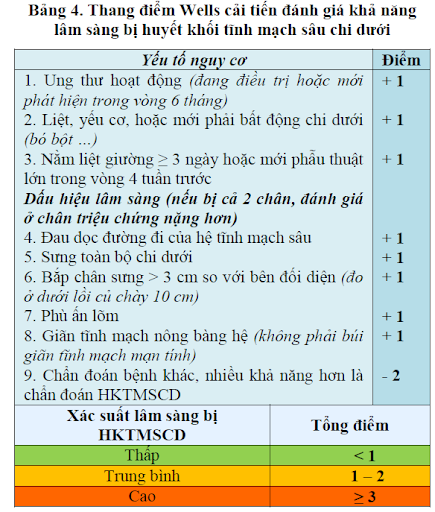 Bảng 4. Thang điểm Wells cải tiến đánh giá khả năng
lâm sàng bị huyết khối tĩnh mạch sâu chi dưới
Yếu tố nguy cơ Điểm
1. Ung thư hoạt động (đang điều trị hoặc mới + 1
phát hiện trong vòng 6 tháng)
2. Liệt, yếu cơ, hoặc mới phải bất động chi dưới + 1
(bó bột ...)
3. Nằm liệt giường ≥ 3 ngày hoặc mới phẫu thuật + 1
lớn trong vòng 4 tuần trước
Dấu hiệu lâm sàng (nếu bị cả 2 chân, đánh giá
ở chân triệu chứng nặng hơn)
4. Đau dọc đường đi của hệ tĩnh mạch sâu + 1
5. Sưng toàn bộ chi dưới + 1
6. Bắp chân sưng > 3 cm so với bên đối diện (đo + 1
ở dưới lồi củ chày 10 cm)
7. Phù ấn lõm + 1
8. Giãn tĩnh mạch nông bàng hệ (không phải búi + 1
giãn tĩnh mạch mạn tính)
9. Chẩn đoán bệnh khác, nhiều khả năng hơn là - 2
chẩn đoán HKTMSCD
Xác suất lâm sàng bị
HKTMSCD Tổng điểm
Thấp < 1
Trung bình 1 – 2
Cao ≥ 3